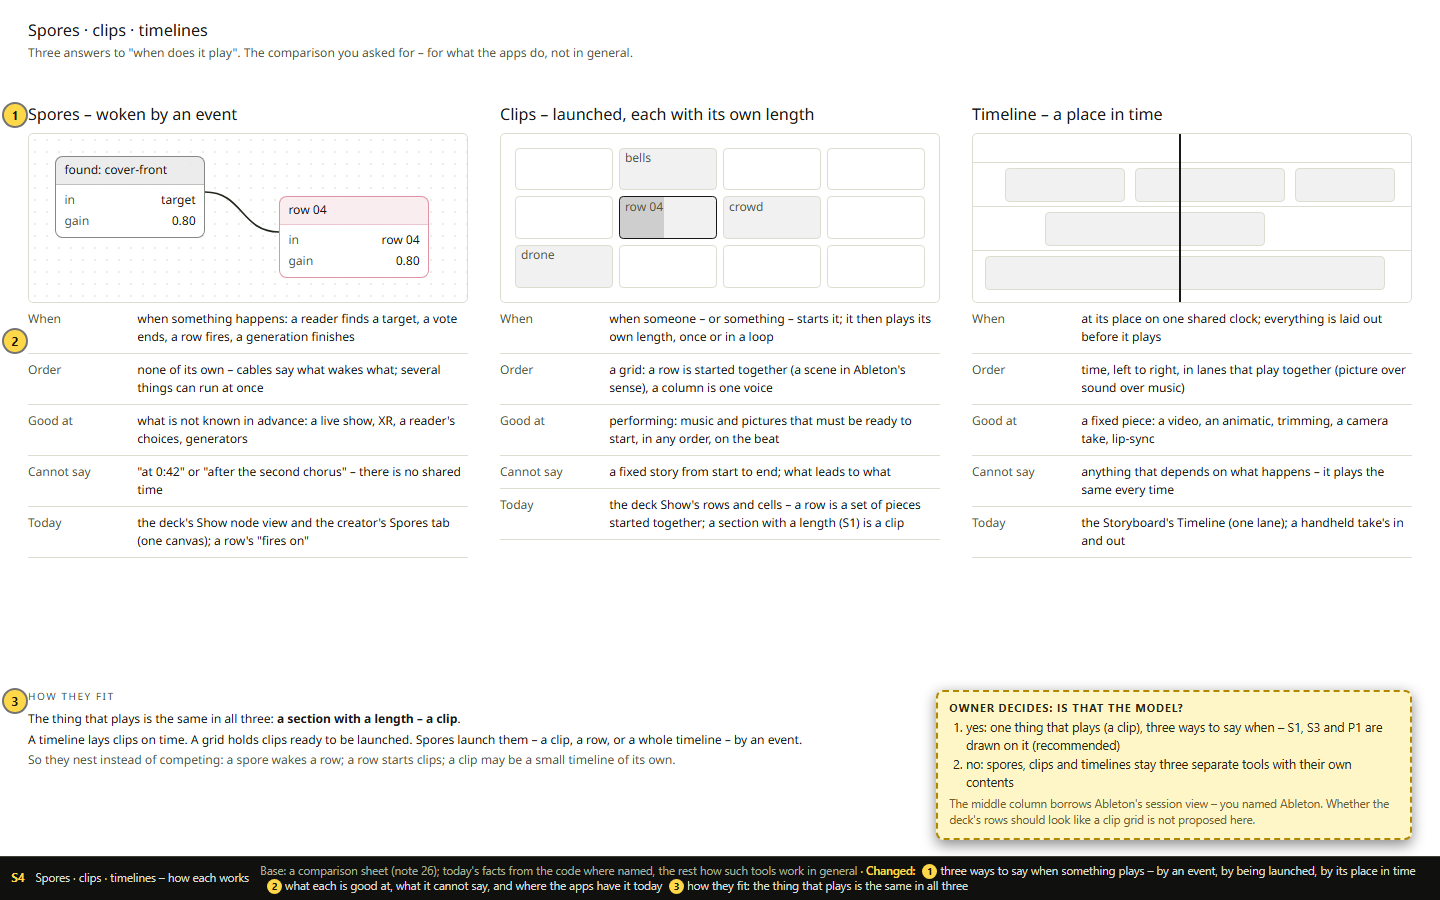 Spores · clips · timelines
Three answers to "when does it play". The comparison you asked for – for what the apps do, not in general.
1 Spores – woken by an event
found: cover-front
in target
gain 0.80
row 04
in row 04
gain 0.80
2
When when something happens: a reader finds a target, a vote
ends, a row fires, a generation finishes
Order none of its own – cables say what wakes what; several
things can run at once
Good at what is not known in advance: a live show, XR, a reader's
choices, generators
Cannot say "at 0:42" or "after the second chorus" – there is no shared
time
Today the deck's Show node view and the creator's Spores tab
(one canvas); a row's "fires on"
Clips – launched, each with its own length
bells
row 04 crowd
drone
When when someone – or something – starts it; it then plays its
own length, once or in a loop
Order a grid: a row is started together (a scene in Ableton's
sense), a column is one voice
Good at performing: music and pictures that must be ready to
start, in any order, on the beat
Cannot say a fixed story from start to end; what leads to what
Today the deck Show's rows and cells – a row is a set of pieces
started together; a section with a length (S1) is a clip
Timeline – a place in time
When at its place on one shared clock; everything is laid out
before it plays
Order time, left to right, in lanes that play together (picture over
sound over music)
Good at a fixed piece: a video, an animatic, trimming, a camera
take, lip-sync
Cannot say anything that depends on what happens – it plays the
same every time
Today the Storyboard's Timeline (one lane); a handheld take's in
and out
3 HOW THEY FIT
The thing that plays is the same in all three: a section with a length – a clip.
A timeline lays clips on time. A grid holds clips ready to be launched. Spores launch them – a clip, a row, or a whole timeline – by an event.
So they nest instead of competing: a spore wakes a row; a row starts clips; a clip may be a small timeline of its own.
OWNER DECIDES: IS THAT THE MODEL?
1. yes: one thing that plays (a clip), three ways to say when – S1, S3 and P1 are
drawn on it (recommended)
2. no: spores, clips and timelines stay three separate tools with their own
contents
The middle column borrows Ableton's session view – you named Ableton. Whether the
deck's rows should look like a clip grid is not proposed here.
S4 Spores · clips · timelines – how each works
Base: a comparison sheet (note 26); today's facts from the code where named, the rest how such tools work in general · Changed: 1 three ways to say when something plays – by an event, by being launched, by its place in time
2 what each is good at, what it cannot say, and where the apps have it today 3 how they fit: the thing that plays is the same in all three